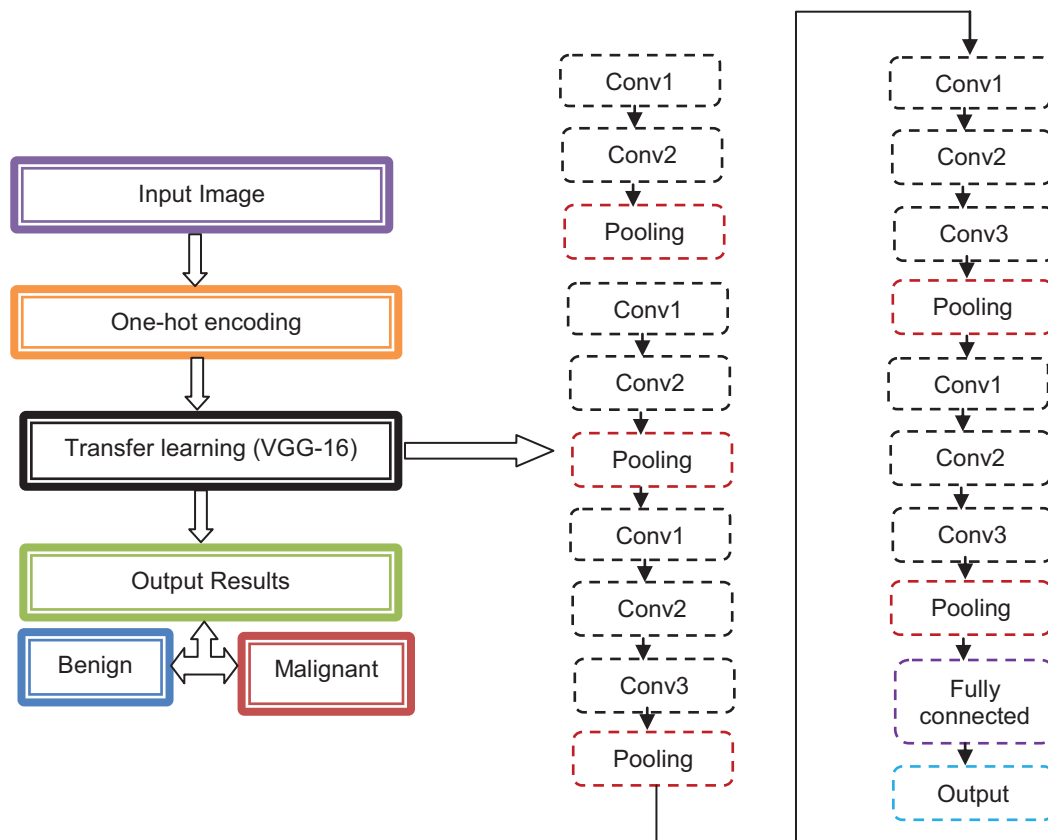 Input Image
One-hot encoding
Transfer learning (VGG-16)
Output Results
Benign
Malignant
Conv1
Conv2
Pooling
Conv1
Conv2
Pooling
Conv1
Conv2
Conv3
Pooling
Conv1
Conv2
Conv3
Pooling
Conv1
Conv2
Conv3
Pooling
Fully
connected
Output